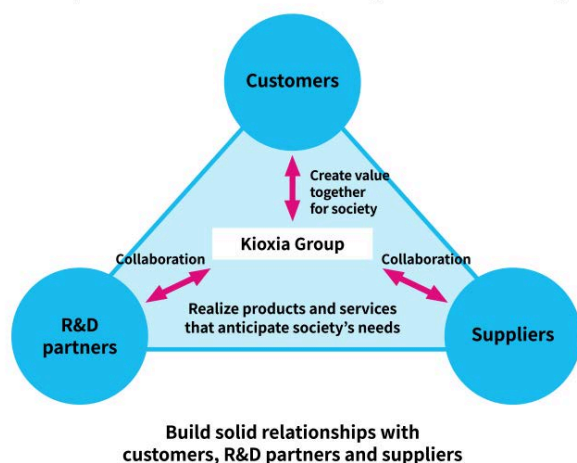 Customers
Create value
together
for society
Kioxia Group
Collaboration
Collaboration
R&D
partners
Realize products and services
that anticipate society's needs
Suppliers
Build solid relationships with
customers, R&D partners and suppliers